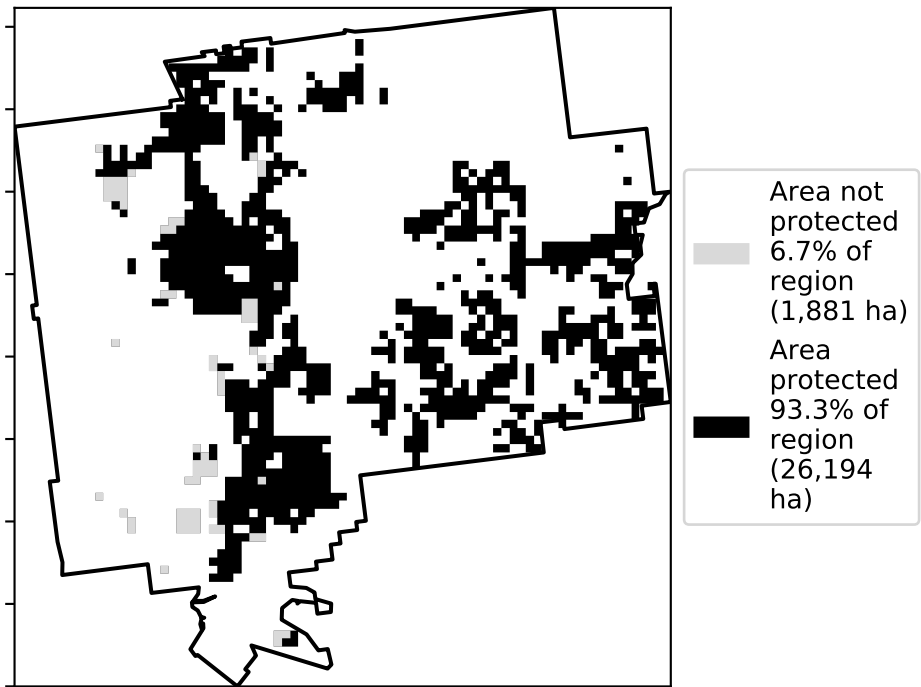 Area not
protected
6.7% of
region
(1,881 ha)
Area
protected
93.3% of
region
(26,194
ha)